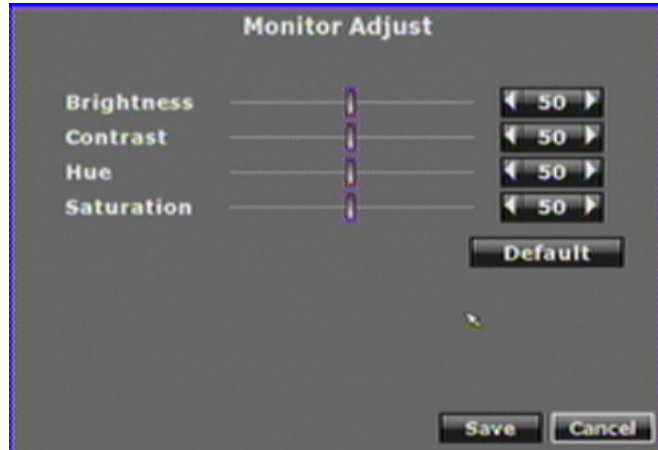 Monitor Adjust
Brightness 50
Contrast 50
Hue 50
Saturation 50
Default
Save Cancel